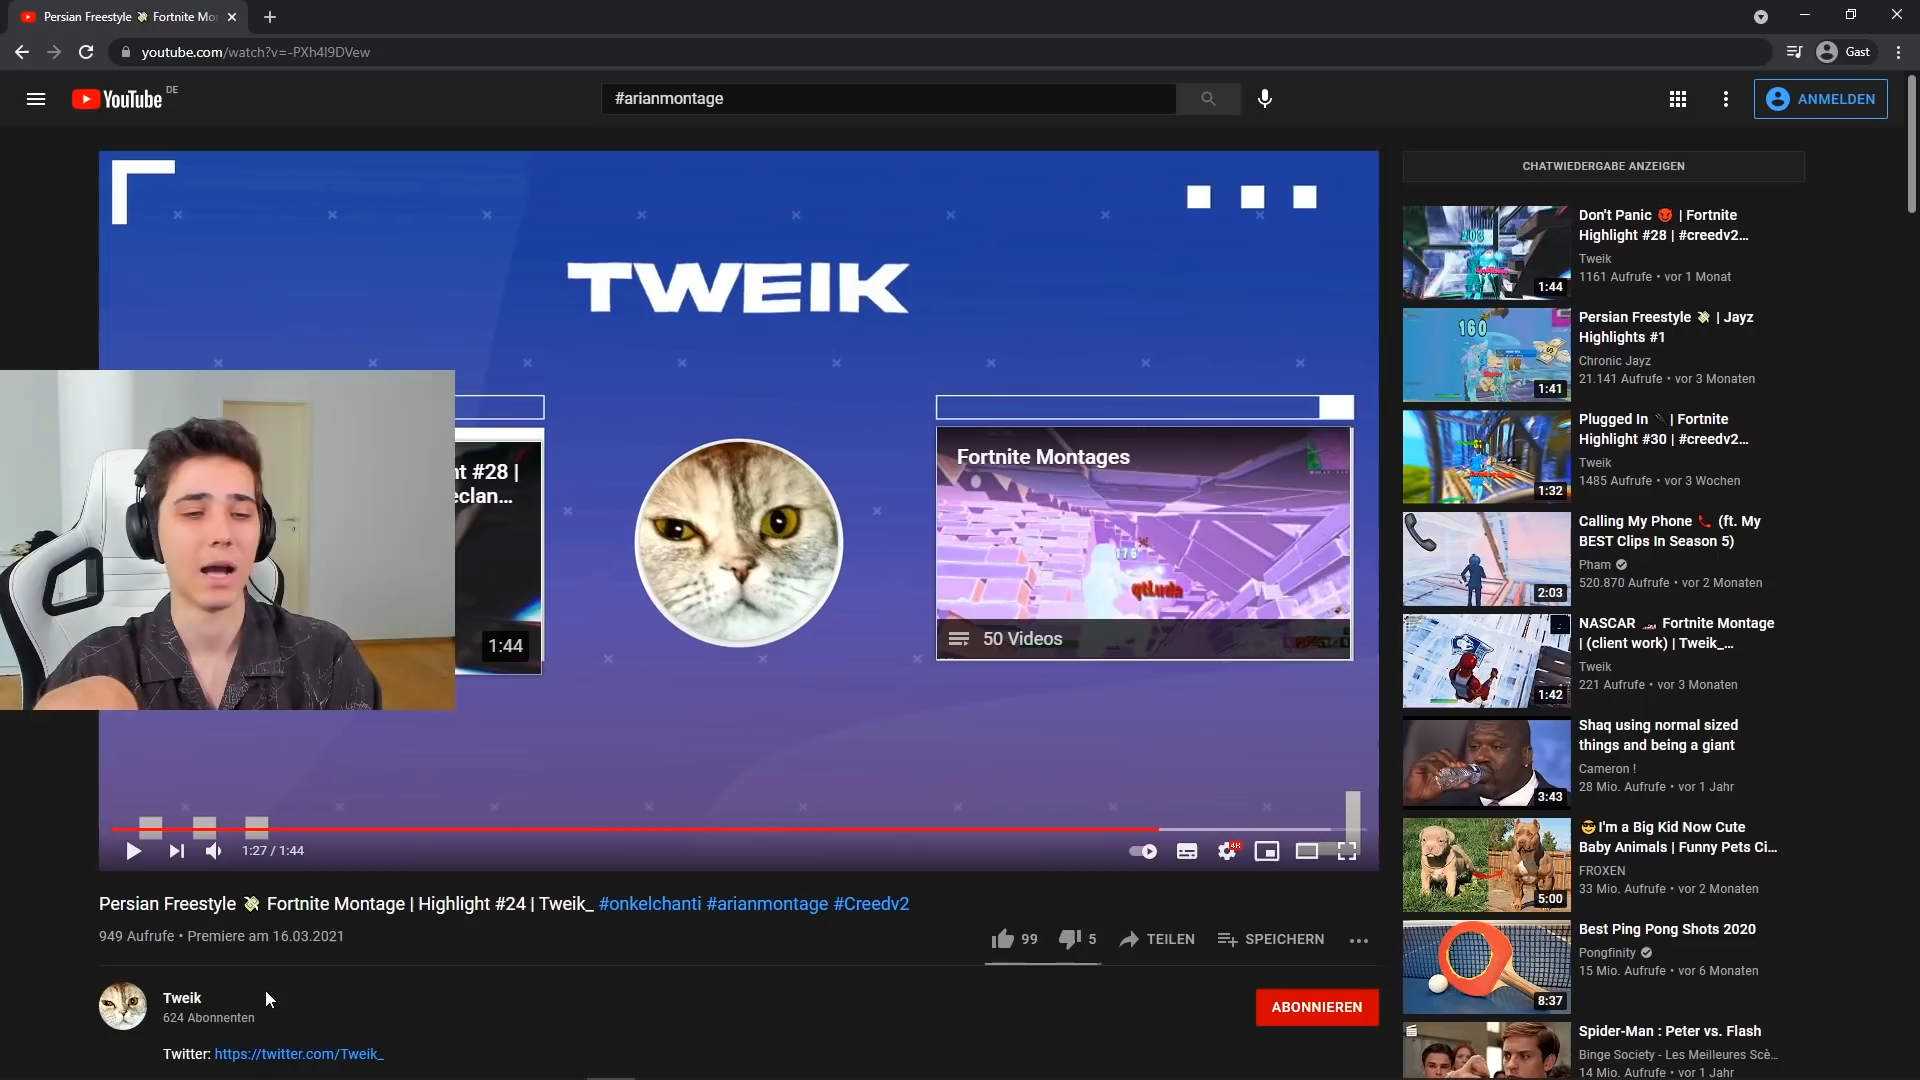 Persian Freestyle 💸 Fortnite Mo
youtube.com/watch?v=-PXh4I9DVew
Gast
YouTube DE
#arianmontage
ANMELDEN
TWEIK
nt #28 |
eclan...
1:44
Fortnite Montages
176
qtLuda
50 Videos
1:27 / 1:44
4K
Persian Freestyle 💸 Fortnite Montage | Highlight #24 | Tweik_ #onkelchanti #arianmontage #Creedv2
949 Aufrufe • Premiere am 16.03.2021
99
5
TEILEN
SPEICHERN
Tweik
624 Abonnenten
ABONNIEREN
Twitter: https://twitter.com/Tweik_
CHATWIEDERGABE ANZEIGEN
Don't Panic 😡 | Fortnite
Highlight #28 | #creedv2...
Tweik
1161 Aufrufe • vor 1 Monat
1:44
Persian Freestyle 💸 | Jayz
Highlights #1
Chronic Jayz
21.141 Aufrufe • vor 3 Monaten
160
1:41
Plugged In 🔌 | Fortnite
Highlight #30 | #creedv2...
Tweik
1485 Aufrufe • vor 3 Wochen
1:32
Calling My Phone 📞 (ft. My
BEST Clips In Season 5)
Pham
520.870 Aufrufe • vor 2 Monaten
2:03
NASCAR 🏎 Fortnite Montage
| (client work) | Tweik_...
Tweik
221 Aufrufe • vor 3 Monaten
1:42
Shaq using normal sized
things and being a giant
Cameron !
28 Mio. Aufrufe • vor 1 Jahr
3:43
😎I'm a Big Kid Now Cute
Baby Animals | Funny Pets Ci...
FROXEN
33 Mio. Aufrufe • vor 2 Monaten
5:00
Best Ping Pong Shots 2020
Pongfinity
15 Mio. Aufrufe • vor 6 Monaten
8:37
Spider-Man : Peter vs. Flash
Binge Society - Les Meilleures Scè...
14 Mio. Aufrufe • vor 1 Jahr